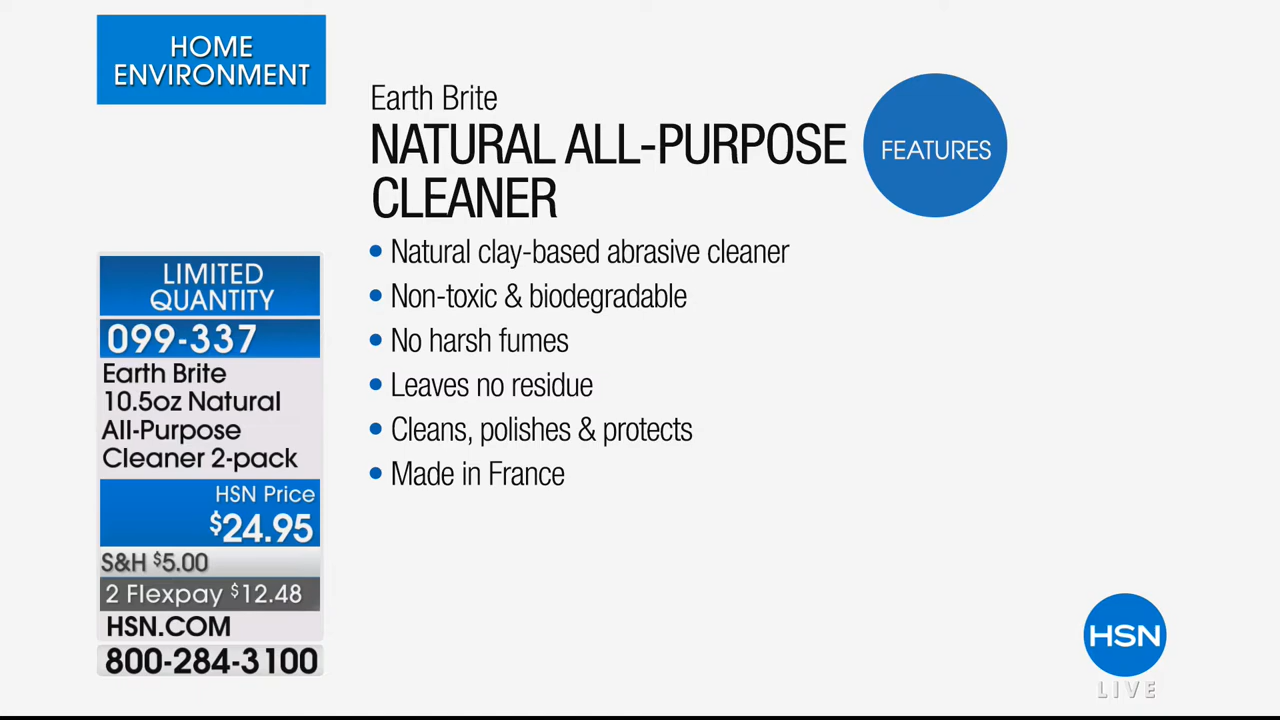 HOME
ENVIRONMENT
Earth Brite
NATURAL ALL-PURPOSE
CLEANER
FEATURES
• Natural clay-based abrasive cleaner
• Non-toxic & biodegradable
• No harsh fumes
• Leaves no residue
• Cleans, polishes & protects
• Made in France
LIMITED
QUANTITY
099-337
Earth Brite
10.5oz Natural
All-Purpose
Cleaner 2-pack
HSN Price
$24.95
S&H $5.00
2 Flexpay $12.48
HSN.COM
800-284-3100
HSN
LIVE